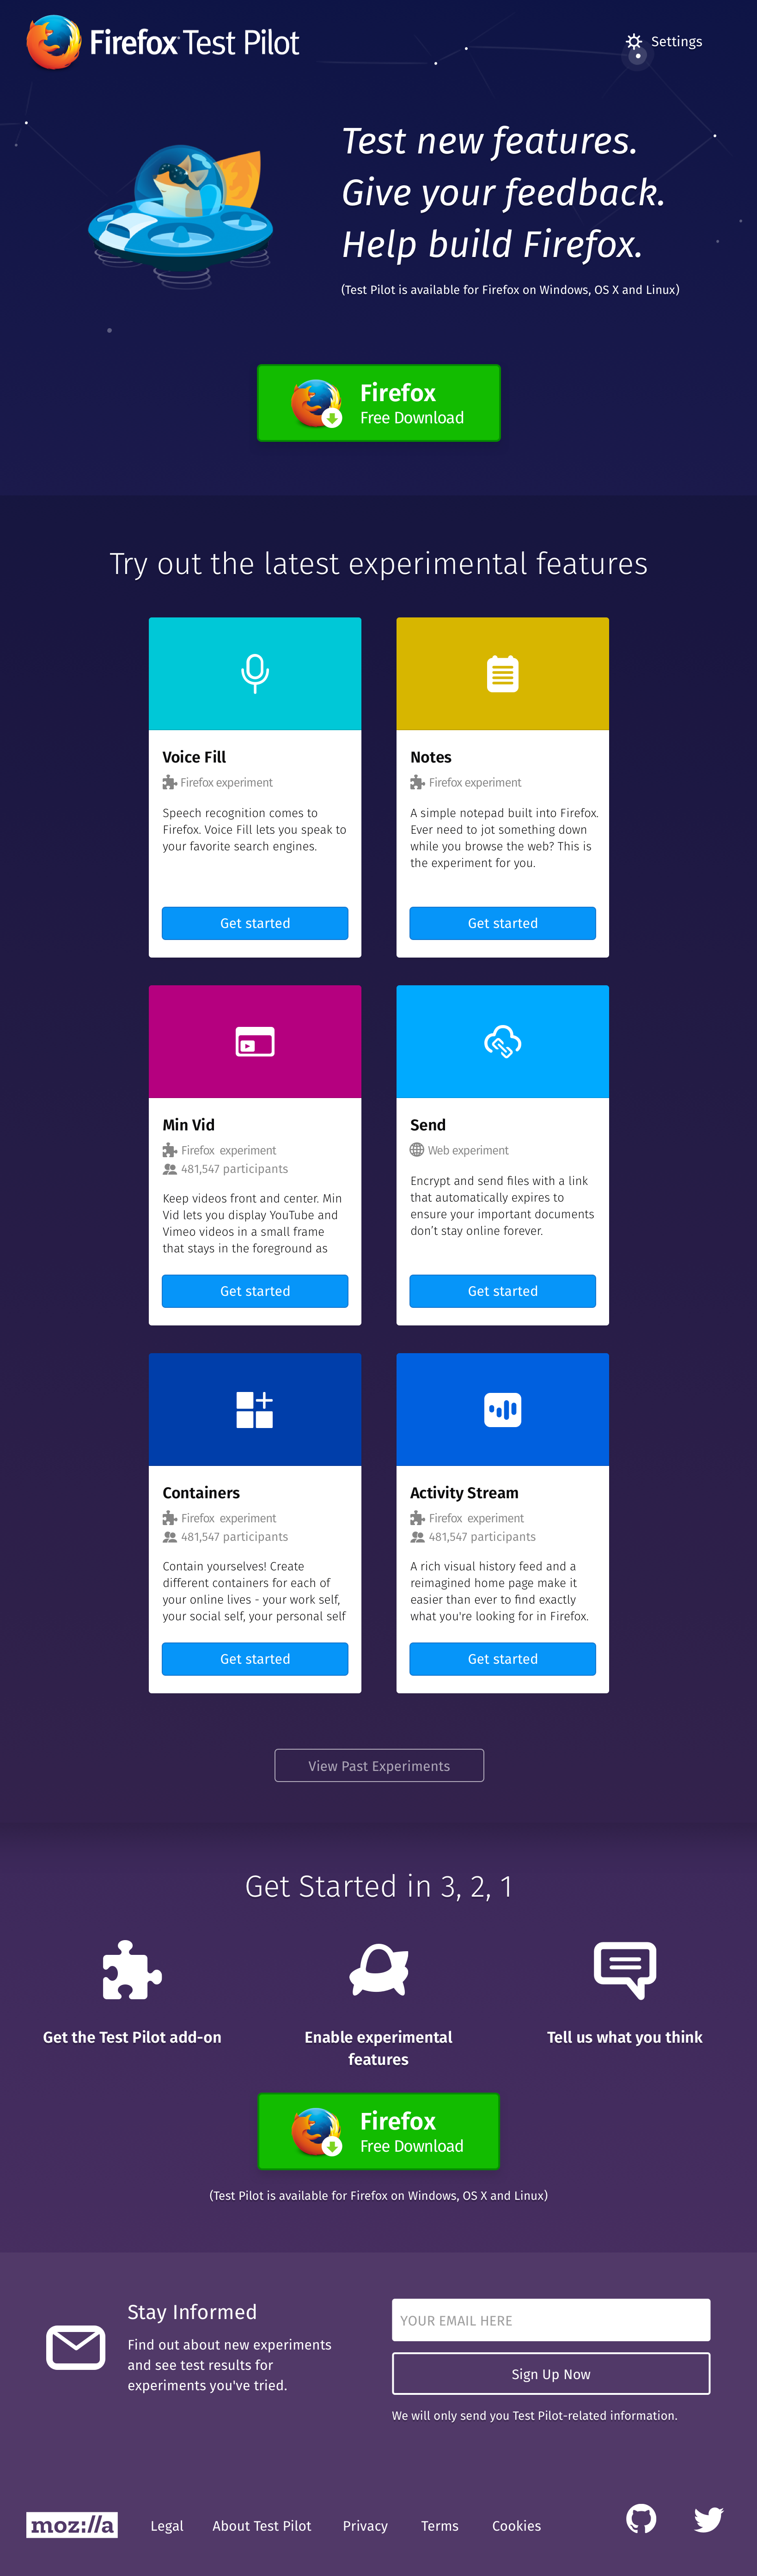 Firefox Test Pilot
Settings
Test new features.
Give your feedback.
Help build Firefox.
(Test Pilot is available for Firefox on Windows, OS X and Linux)
Firefox
Free Download
Try out the latest experimental features
Voice Fill
Firefox experiment
Speech recognition comes to
Firefox. Voice Fill lets you speak to
your favorite search engines.
Get started
Notes
Firefox experiment
A simple notepad built into Firefox.
Ever need to jot something down
while you browse the web? This is
the experiment for you.
Get started
Min Vid
Firefox experiment
481,547 participants
Keep videos front and center. Min
Vid lets you display YouTube and
Vimeo videos in a small frame
that stays in the foreground as
Get started
Send
Web experiment
Encrypt and send files with a link
that automatically expires to
ensure your important documents
don’t stay online forever.
Get started
Containers
Firefox experiment
481,547 participants
Contain yourselves! Create
different containers for each of
your online lives - your work self,
your social self, your personal self
Get started
Activity Stream
Firefox experiment
481,547 participants
A rich visual history feed and a
reimagined home page make it
easier than ever to find exactly
what you're looking for in Firefox.
Get started
View Past Experiments
Get Started in 3, 2, 1
Get the Test Pilot add-on
Enable experimental
features
Tell us what you think
Firefox
Free Download
(Test Pilot is available for Firefox on Windows, OS X and Linux)
Stay Informed
Find out about new experiments
and see test results for
experiments you've tried.
YOUR EMAIL HERE
Sign Up Now
We will only send you Test Pilot-related information.
moz://a
Legal
About Test Pilot
Privacy
Terms
Cookies